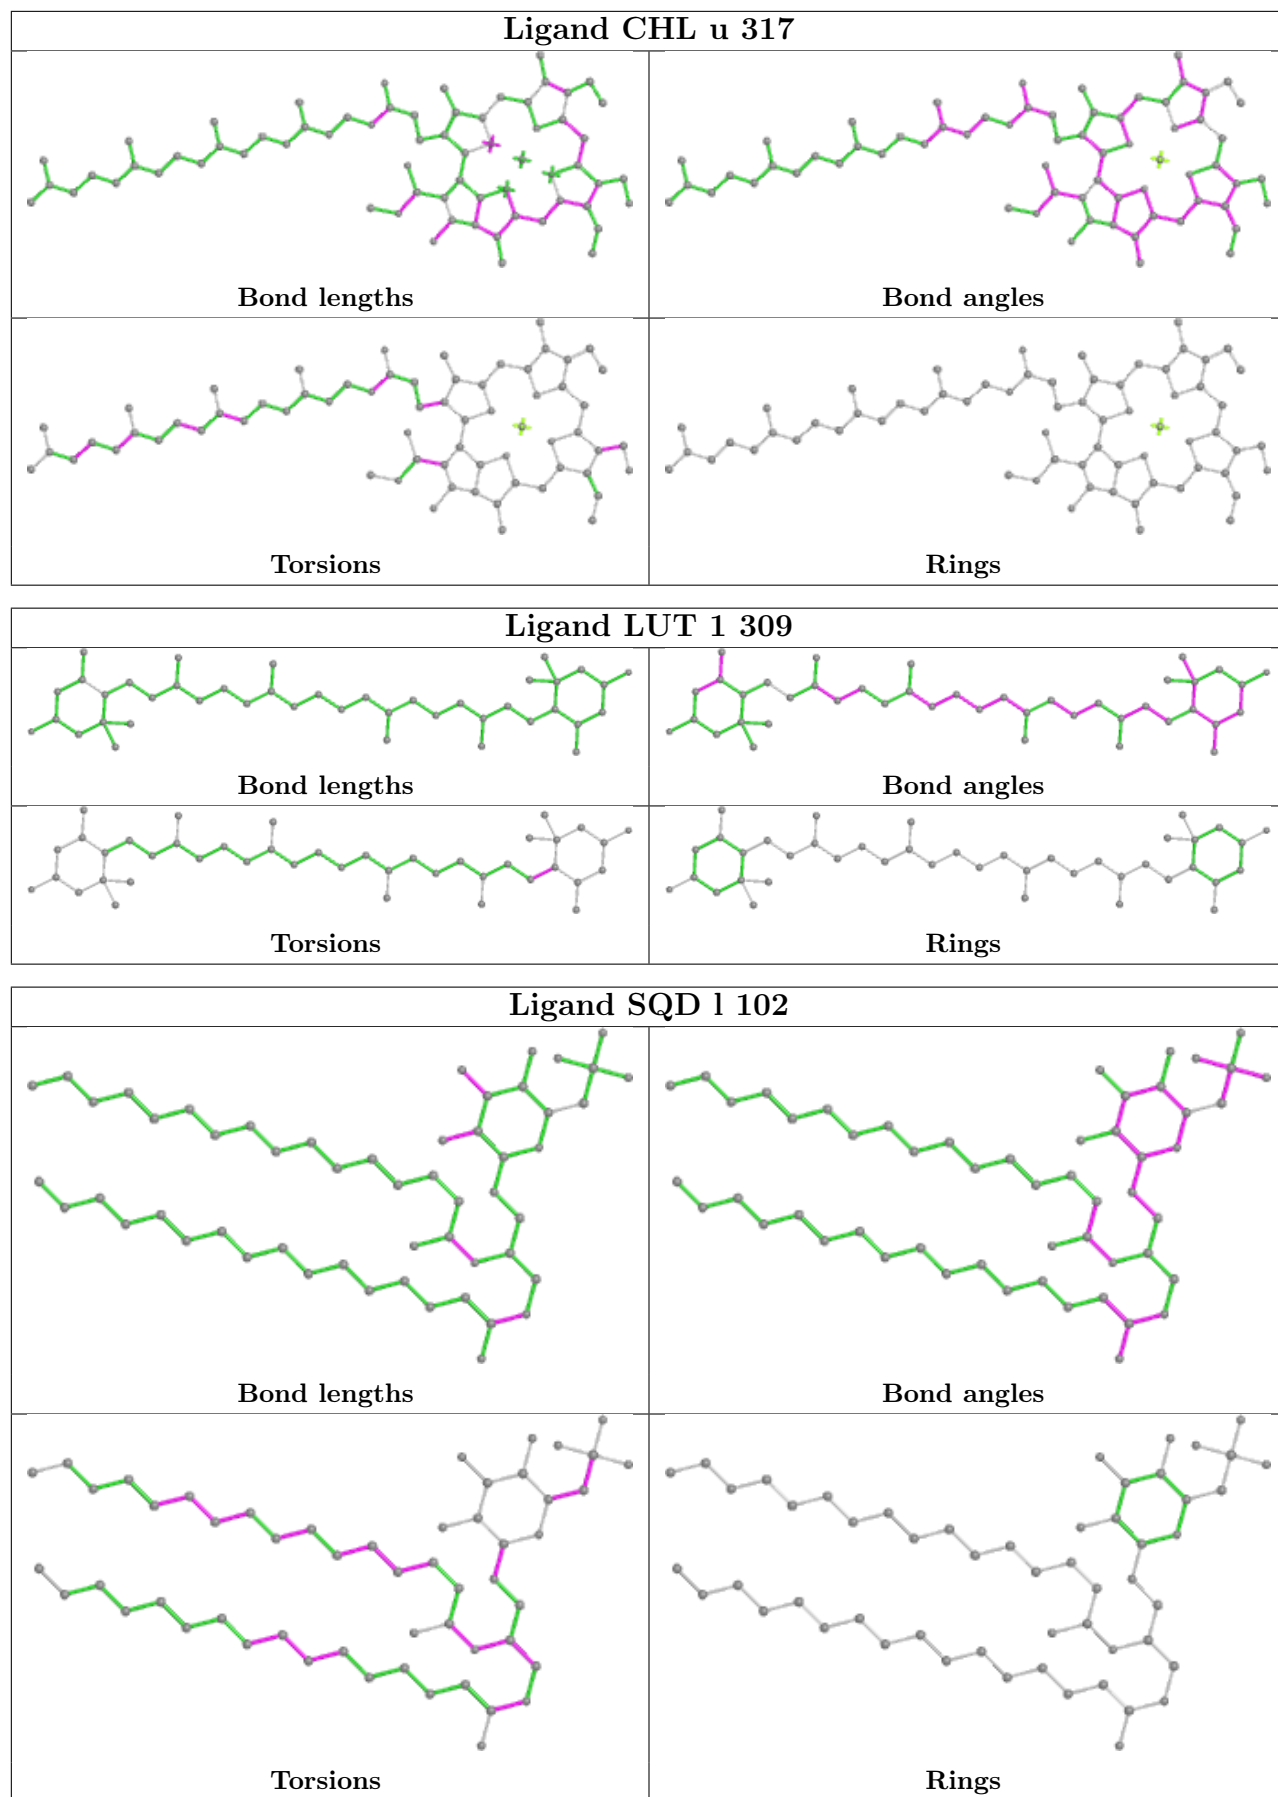 Ligand CHL u 317
Bond lengths
Bond angles
Torsions
Rings
Ligand LUT 1 309
Bond lengths
Bond angles
Torsions
Rings
Ligand SQD l 102
Bond lengths
Bond angles
Torsions
Rings